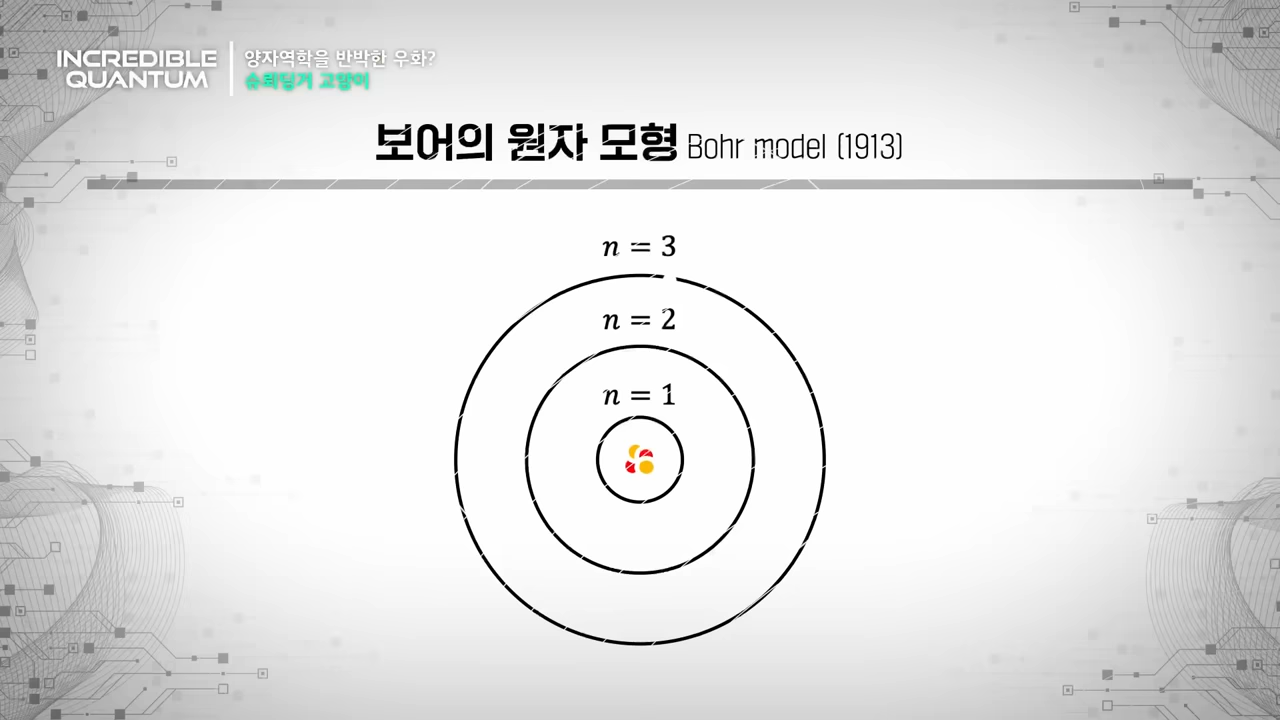 INCREDIBLE
QUANTUM
양자역학을 반박한 우화?
슈뢰딩거 고양이
보어의 원자 모형 Bohr model (1913)
n = 3
n = 2
n = 1